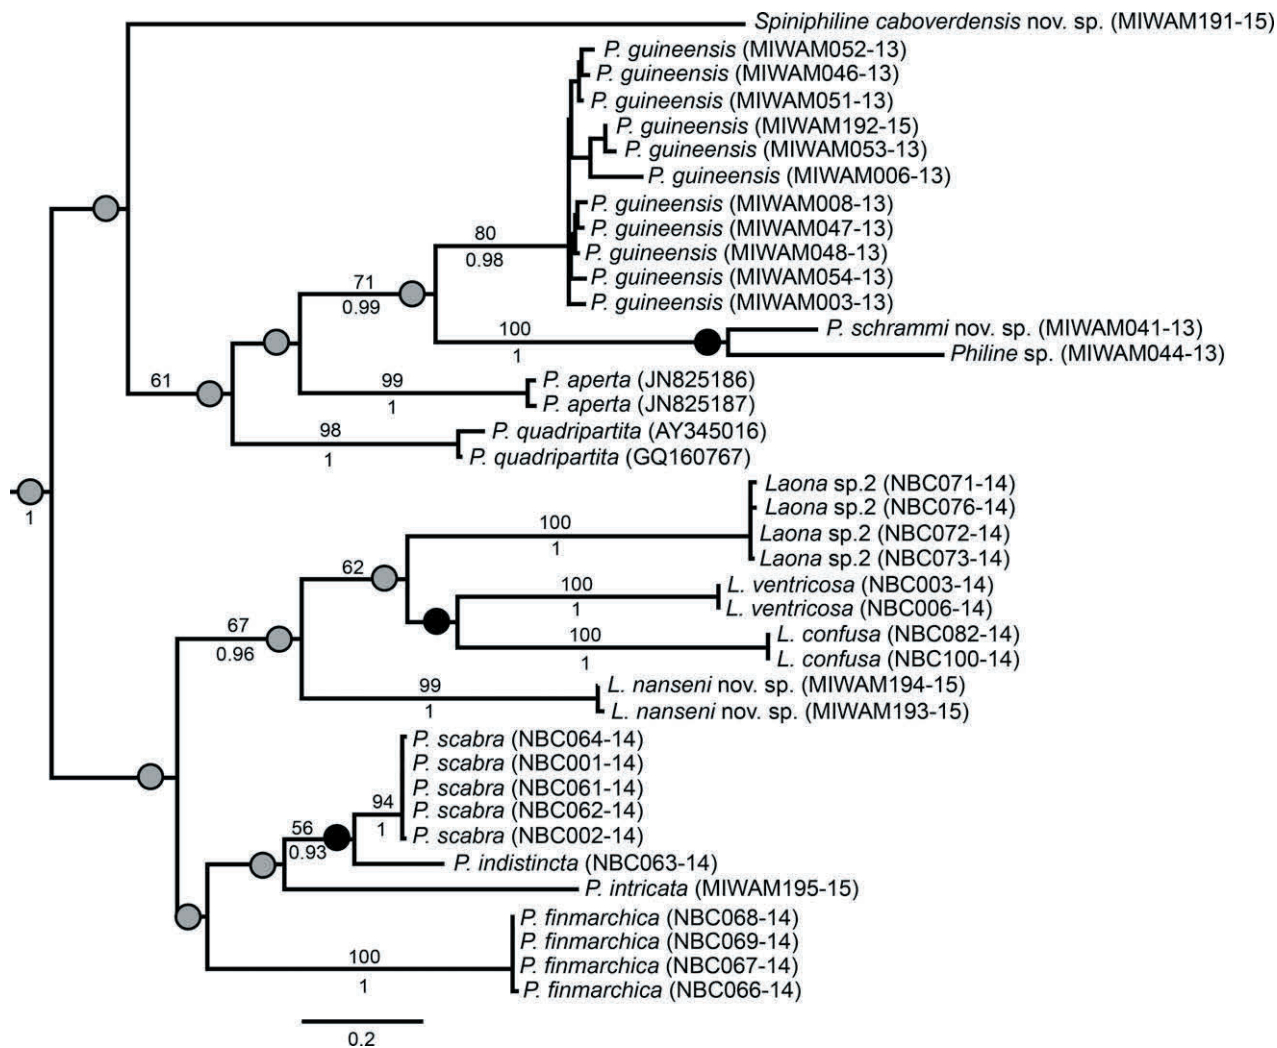 Spiniphiline caboverdensis nov. sp. (MIWAM191-15)
P. guineensis (MIWAM052-13)
P. guineensis (MIWAM046-13)
P. guineensis (MIWAM051-13)
P. guineensis (MIWAM192-15)
P. guineensis (MIWAM053-13)
P. guineensis (MIWAM006-13)
P. guineensis (MIWAM008-13)
P. guineensis (MIWAM047-13)
80
P. guineensis (MIWAM048-13)
0.98
P. guineensis (MIWAM054-13)
71
0.99
P. guineensis (MIWAM003-13)
100
1
P. schrammi nov. sp. (MIWAM041-13)
Philine sp. (MIWAM044-13)
61
99
1
P. aperta (JN825186)
P. aperta (JN825187)
98
1
P. quadripartita (AY345016)
P. quadripartita (GQ160767)
1
Laona sp.2 (NBC071-14)
Laona sp.2 (NBC076-14)
100
1
Laona sp.2 (NBC072-14)
Laona sp.2 (NBC073-14)
62
100
1
L. ventricosa (NBC003-14)
L. ventricosa (NBC006-14)
67
0.96
100
1
L. confusa (NBC082-14)
L. confusa (NBC100-14)
99
1
L. nanseni nov. sp. (MIWAM194-15)
L. nanseni nov. sp. (MIWAM193-15)
P. scabra (NBC064-14)
P. scabra (NBC001-14)
P. scabra (NBC061-14)
94
1
P. scabra (NBC062-14)
P. scabra (NBC002-14)
56
0.93
P. indistincta (NBC063-14)
P. intricata (MIWAM195-15)
P. finmarchica (NBC068-14)
P. finmarchica (NBC069-14)
100
1
P. finmarchica (NBC067-14)
P. finmarchica (NBC066-14)
0.2